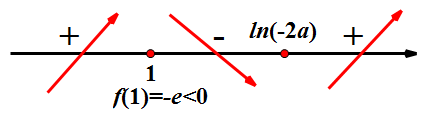 + - ln(-2a) +
1
f(1)=-e<0